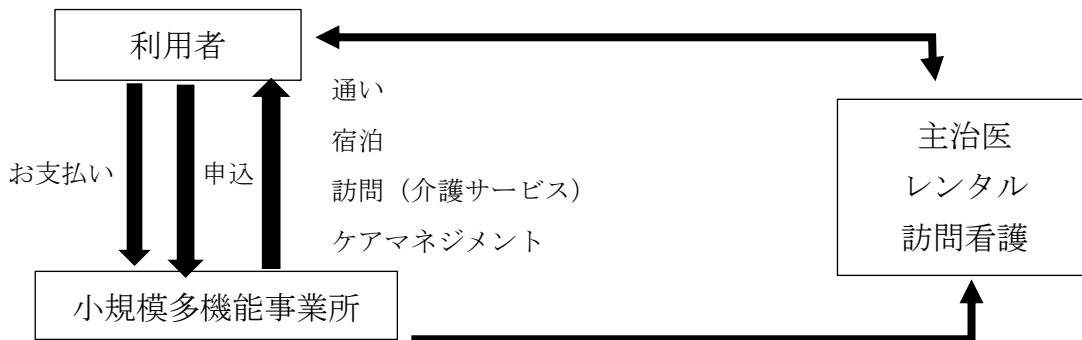 利用者
通い
宿泊
訪問（介護サービス）
ケアマネジメント
お支払い
申込
小規模多機能事業所
主治医
レンタル
訪問看護